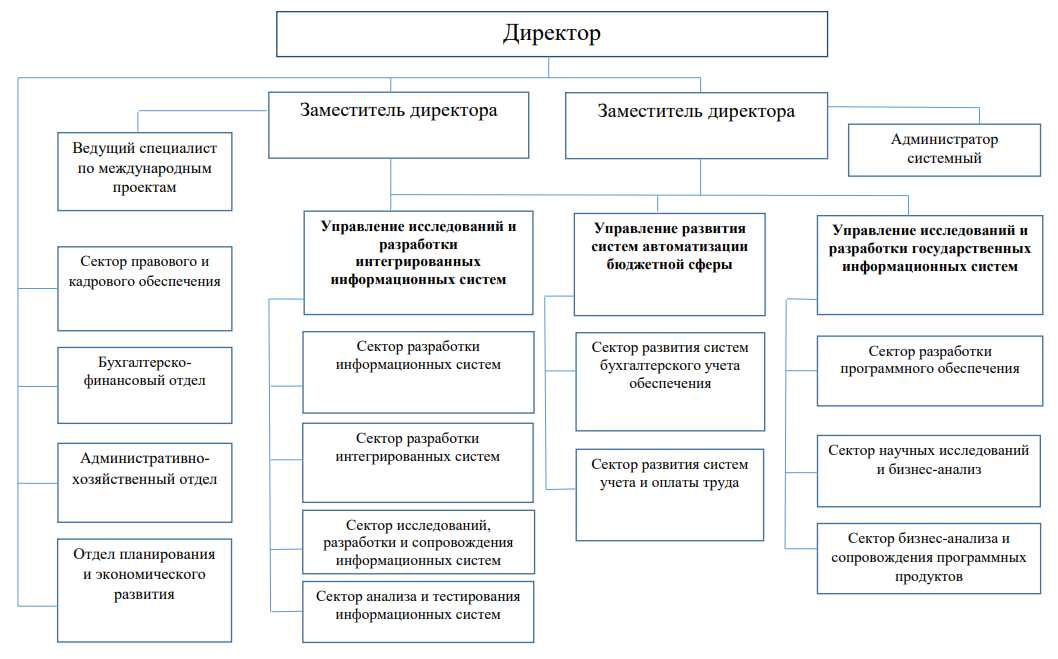 Директор
Заместитель директора
Заместитель директора
Администратор
системный
Ведущий специалист
по международным
проектам
Сектор правового и
кадрового обеспечения
Бухгалтерско-
финансовый отдел
Административно-
хозяйственный отдел
Отдел планирования
и экономического
развития
Управление исследований и
разработки
интегрированных
информационных систем
Сектор разработки
информационных систем
Сектор разработки
интегрированных систем
Сектор исследований,
разработки и сопровождения
информационных систем
Сектор анализа и тестирования
информационных систем
Управление развития
систем автоматизации
бюджетной сферы
Сектор развития систем
бухгалтерского учета
обеспечения
Сектор развития систем
учета и оплаты труда
Управление исследований и
разработки государственных
информационных систем
Сектор разработки
программного обеспечения
Сектор научных исследований
и бизнес-анализ
Сектор бизнес-анализа и
сопровождения программных
продуктов